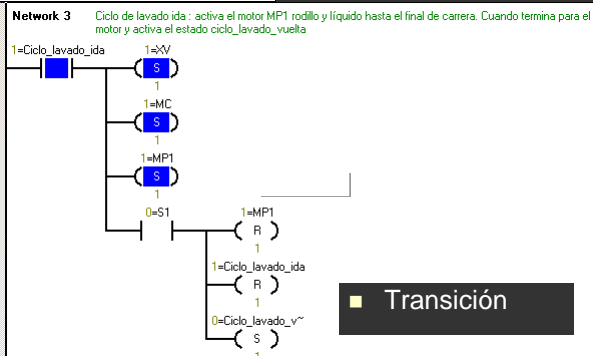 Network 3 Ciclo de lavado ida : activa el motor MP1 rodillo y líquido hasta el final de carrera. Cuando termina para el
motor y activa el estado ciclo_lavado_vuelta
1=Ciclo_lavado_ida 1=XV
S
1
1=MC
S
1
1=MP1
S
1
0=S1 1=MP1
R
1
1=Ciclo_lavado_ida
R
1
Transición
0=Ciclo_lavado_v~
S
1